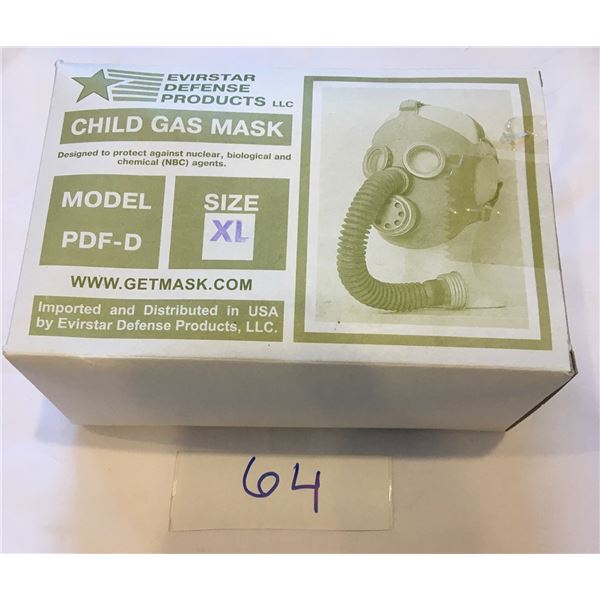 EVIRSTAR
DEFENSE
PRODUCTS LLC
CHILD GAS MASK
Designed to protect against nuclear, biological and
chemical (NBC) agents.
MODEL
PDF-D
SIZE
XL
WWW.GETMASK.COM
Imported and Distributed in USA
by Evirstar Defense Products, LLC.
64